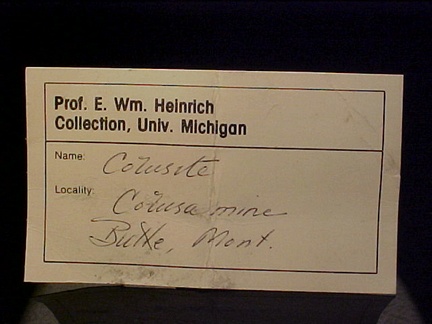 Prof. E. Wm. Heinrich
Collection, Univ. Michigan
Name: Colusite
Locality: Colusa mine
Butte, Mont.